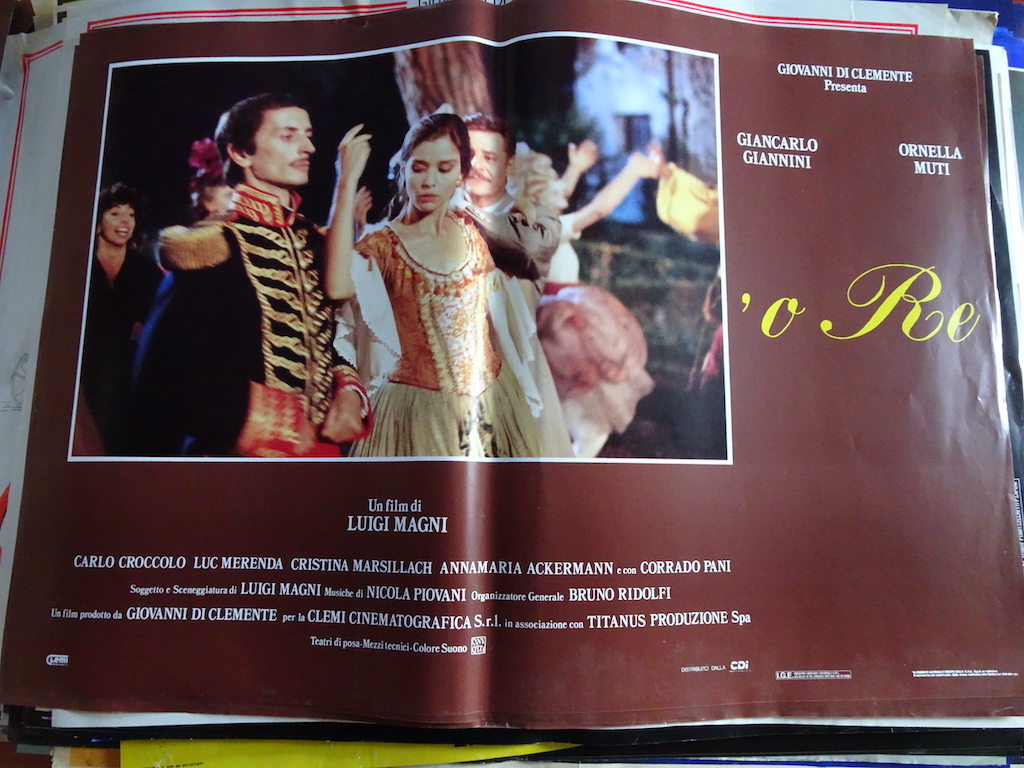 GIOVANNI DI CLEMENTE
Presenta
GIANCARLO
GIANNINI
ORNELLA
MUTI
'o Re
Un film di
LUIGI MAGNI
CARLO CROCCOLO LUC MERENDA CRISTINA MARSILLACH ANNAMARIA ACKERMANN e con CORRADO PANI
Soggetto e Sceneggiatura di LUIGI MAGNI Musiche di NICOLA PIOVANI Organizzatore Generale BRUNO RIDOLFI
Un film prodotto da GIOVANNI DI CLEMENTE per la CLEMI CINEMATOGRAFICA S.r.l. in associazione con TITANUS PRODUZIONE Spa
Teatri di posa-Mezzi tecnici-Colore Suono
CLEMI
DISTRIBUITO DALLA CDI
I.G.E.